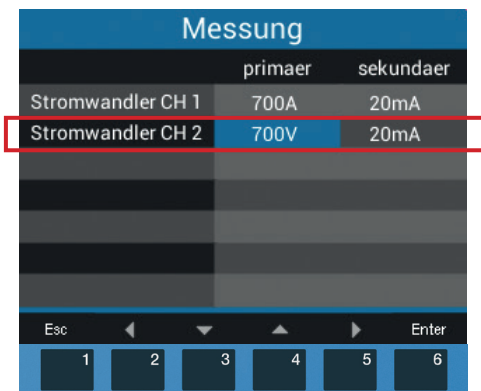 Messung
primaer sekundaer
Stromwandler CH 1 700A 20mA
Stromwandler CH 2 700V 20mA
Esc Enter
1 2 3 4 5 6